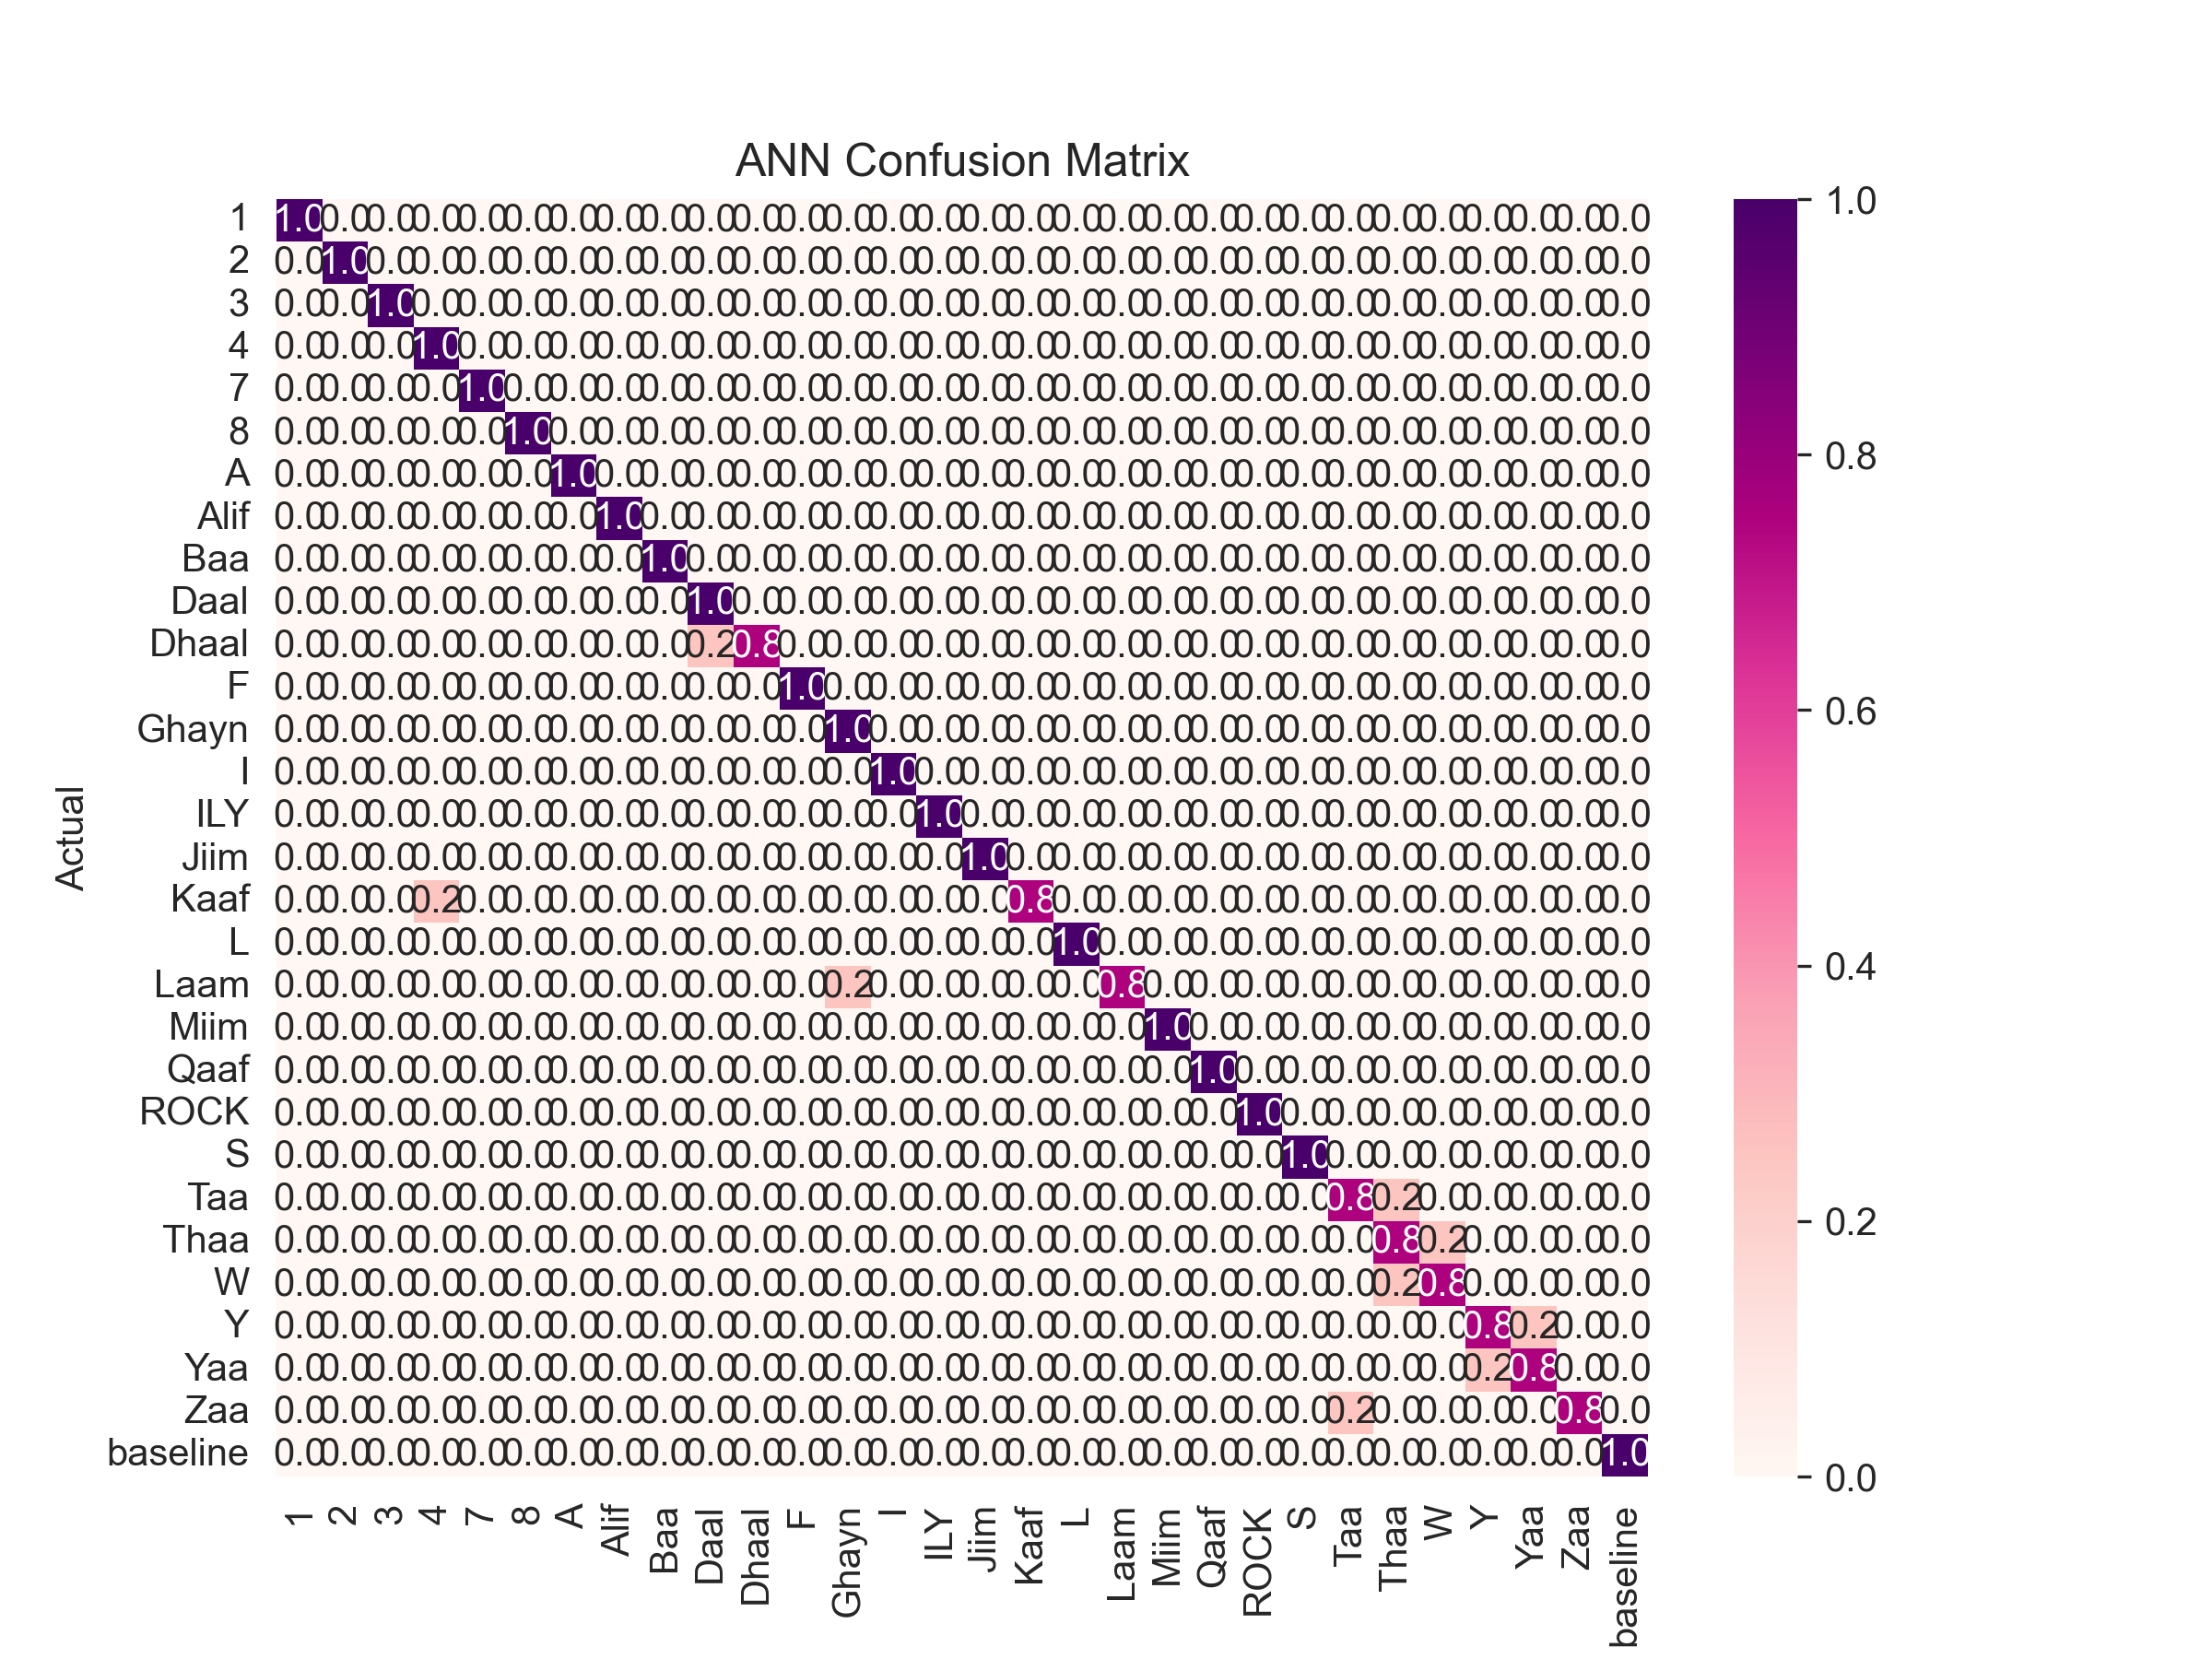 ANN Confusion Matrix
Actual
1 1.0 0.0 0.0 0.0 0.0 0.0 0.0 0.0 0.0 0.0 0.0 0.0 0.0 0.0 0.0 0.0 0.0 0.0 0.0 0.0 0.0 0.0 0.0 0.0 0.0 0.0 0.0 0.0 0.0 0.0
2 0.0 1.0 0.0 0.0 0.0 0.0 0.0 0.0 0.0 0.0 0.0 0.0 0.0 0.0 0.0 0.0 0.0 0.0 0.0 0.0 0.0 0.0 0.0 0.0 0.0 0.0 0.0 0.0 0.0 0.0
3 0.0 0.0 1.0 0.0 0.0 0.0 0.0 0.0 0.0 0.0 0.0 0.0 0.0 0.0 0.0 0.0 0.0 0.0 0.0 0.0 0.0 0.0 0.0 0.0 0.0 0.0 0.0 0.0 0.0 0.0
4 0.0 0.0 0.0 1.0 0.0 0.0 0.0 0.0 0.0 0.0 0.0 0.0 0.0 0.0 0.0 0.0 0.0 0.0 0.0 0.0 0.0 0.0 0.0 0.0 0.0 0.0 0.0 0.0 0.0 0.0
7 0.0 0.0 0.0 0.0 1.0 0.0 0.0 0.0 0.0 0.0 0.0 0.0 0.0 0.0 0.0 0.0 0.0 0.0 0.0 0.0 0.0 0.0 0.0 0.0 0.0 0.0 0.0 0.0 0.0 0.0
8 0.0 0.0 0.0 0.0 0.0 1.0 0.0 0.0 0.0 0.0 0.0 0.0 0.0 0.0 0.0 0.0 0.0 0.0 0.0 0.0 0.0 0.0 0.0 0.0 0.0 0.0 0.0 0.0 0.0 0.0
A 0.0 0.0 0.0 0.0 0.0 0.0 1.0 0.0 0.0 0.0 0.0 0.0 0.0 0.0 0.0 0.0 0.0 0.0 0.0 0.0 0.0 0.0 0.0 0.0 0.0 0.0 0.0 0.0 0.0 0.0
Alif 0.0 0.0 0.0 0.0 0.0 0.0 0.0 1.0 0.0 0.0 0.0 0.0 0.0 0.0 0.0 0.0 0.0 0.0 0.0 0.0 0.0 0.0 0.0 0.0 0.0 0.0 0.0 0.0 0.0 0.0
Baa 0.0 0.0 0.0 0.0 0.0 0.0 0.0 0.0 1.0 0.0 0.0 0.0 0.0 0.0 0.0 0.0 0.0 0.0 0.0 0.0 0.0 0.0 0.0 0.0 0.0 0.0 0.0 0.0 0.0 0.0
Daal 0.0 0.0 0.0 0.0 0.0 0.0 0.0 0.0 0.0 1.0 0.0 0.0 0.0 0.0 0.0 0.0 0.0 0.0 0.0 0.0 0.0 0.0 0.0 0.0 0.0 0.0 0.0 0.0 0.0 0.0
Dhaal 0.0 0.0 0.0 0.0 0.0 0.0 0.0 0.0 0.0 0.2 0.8 0.0 0.0 0.0 0.0 0.0 0.0 0.0 0.0 0.0 0.0 0.0 0.0 0.0 0.0 0.0 0.0 0.0 0.0 0.0
F 0.0 0.0 0.0 0.0 0.0 0.0 0.0 0.0 0.0 0.0 0.0 1.0 0.0 0.0 0.0 0.0 0.0 0.0 0.0 0.0 0.0 0.0 0.0 0.0 0.0 0.0 0.0 0.0 0.0 0.0
Ghayn 0.0 0.0 0.0 0.0 0.0 0.0 0.0 0.0 0.0 0.0 0.0 0.0 1.0 0.0 0.0 0.0 0.0 0.0 0.0 0.0 0.0 0.0 0.0 0.0 0.0 0.0 0.0 0.0 0.0 0.0
I 0.0 0.0 0.0 0.0 0.0 0.0 0.0 0.0 0.0 0.0 0.0 0.0 0.0 1.0 0.0 0.0 0.0 0.0 0.0 0.0 0.0 0.0 0.0 0.0 0.0 0.0 0.0 0.0 0.0 0.0
ILY 0.0 0.0 0.0 0.0 0.0 0.0 0.0 0.0 0.0 0.0 0.0 0.0 0.0 0.0 1.0 0.0 0.0 0.0 0.0 0.0 0.0 0.0 0.0 0.0 0.0 0.0 0.0 0.0 0.0 0.0
Jiim 0.0 0.0 0.0 0.0 0.0 0.0 0.0 0.0 0.0 0.0 0.0 0.0 0.0 0.0 0.0 1.0 0.0 0.0 0.0 0.0 0.0 0.0 0.0 0.0 0.0 0.0 0.0 0.0 0.0 0.0
Kaaf 0.0 0.0 0.0 0.2 0.0 0.0 0.0 0.0 0.0 0.0 0.0 0.0 0.0 0.0 0.0 0.0 0.8 0.0 0.0 0.0 0.0 0.0 0.0 0.0 0.0 0.0 0.0 0.0 0.0 0.0
L 0.0 0.0 0.0 0.0 0.0 0.0 0.0 0.0 0.0 0.0 0.0 0.0 0.0 0.0 0.0 0.0 0.0 1.0 0.0 0.0 0.0 0.0 0.0 0.0 0.0 0.0 0.0 0.0 0.0 0.0
Laam 0.0 0.0 0.0 0.0 0.0 0.0 0.0 0.0 0.0 0.0 0.0 0.0 0.2 0.0 0.0 0.0 0.0 0.0 0.8 0.0 0.0 0.0 0.0 0.0 0.0 0.0 0.0 0.0 0.0 0.0
Miim 0.0 0.0 0.0 0.0 0.0 0.0 0.0 0.0 0.0 0.0 0.0 0.0 0.0 0.0 0.0 0.0 0.0 0.0 0.0 1.0 0.0 0.0 0.0 0.0 0.0 0.0 0.0 0.0 0.0 0.0
Qaaf 0.0 0.0 0.0 0.0 0.0 0.0 0.0 0.0 0.0 0.0 0.0 0.0 0.0 0.0 0.0 0.0 0.0 0.0 0.0 0.0 1.0 0.0 0.0 0.0 0.0 0.0 0.0 0.0 0.0 0.0
ROCK 0.0 0.0 0.0 0.0 0.0 0.0 0.0 0.0 0.0 0.0 0.0 0.0 0.0 0.0 0.0 0.0 0.0 0.0 0.0 0.0 0.0 1.0 0.0 0.0 0.0 0.0 0.0 0.0 0.0 0.0
S 0.0 0.0 0.0 0.0 0.0 0.0 0.0 0.0 0.0 0.0 0.0 0.0 0.0 0.0 0.0 0.0 0.0 0.0 0.0 0.0 0.0 0.0 1.0 0.0 0.0 0.0 0.0 0.0 0.0 0.0
Taa 0.0 0.0 0.0 0.0 0.0 0.0 0.0 0.0 0.0 0.0 0.0 0.0 0.0 0.0 0.0 0.0 0.0 0.0 0.0 0.0 0.0 0.0 0.0 0.8 0.2 0.0 0.0 0.0 0.0 0.0
Thaa 0.0 0.0 0.0 0.0 0.0 0.0 0.0 0.0 0.0 0.0 0.0 0.0 0.0 0.0 0.0 0.0 0.0 0.0 0.0 0.0 0.0 0.0 0.0 0.0 0.8 0.2 0.0 0.0 0.0 0.0
W 0.0 0.0 0.0 0.0 0.0 0.0 0.0 0.0 0.0 0.0 0.0 0.0 0.0 0.0 0.0 0.0 0.0 0.0 0.0 0.0 0.0 0.0 0.0 0.0 0.2 0.8 0.0 0.0 0.0 0.0
Y 0.0 0.0 0.0 0.0 0.0 0.0 0.0 0.0 0.0 0.0 0.0 0.0 0.0 0.0 0.0 0.0 0.0 0.0 0.0 0.0 0.0 0.0 0.0 0.0 0.0 0.0 0.8 0.2 0.0 0.0
Yaa 0.0 0.0 0.0 0.0 0.0 0.0 0.0 0.0 0.0 0.0 0.0 0.0 0.0 0.0 0.0 0.0 0.0 0.0 0.0 0.0 0.0 0.0 0.0 0.0 0.0 0.0 0.2 0.8 0.0 0.0
Zaa 0.0 0.0 0.0 0.0 0.0 0.0 0.0 0.0 0.0 0.0 0.0 0.0 0.0 0.0 0.0 0.0 0.0 0.0 0.0 0.0 0.0 0.0 0.0 0.2 0.0 0.0 0.0 0.0 0.8 0.0
baseline 0.0 0.0 0.0 0.0 0.0 0.0 0.0 0.0 0.0 0.0 0.0 0.0 0.0 0.0 0.0 0.0 0.0 0.0 0.0 0.0 0.0 0.0 0.0 0.0 0.0 0.0 0.0 0.0 0.0 1.0
1 2 3 4 7 8 A Alif Baa Daal Dhaal F Ghayn I ILY Jiim Kaaf L Laam Miim Qaaf ROCK S Taa Thaa W Y Yaa Zaa baseline
1.0
0.8
0.6
0.4
0.2
0.0